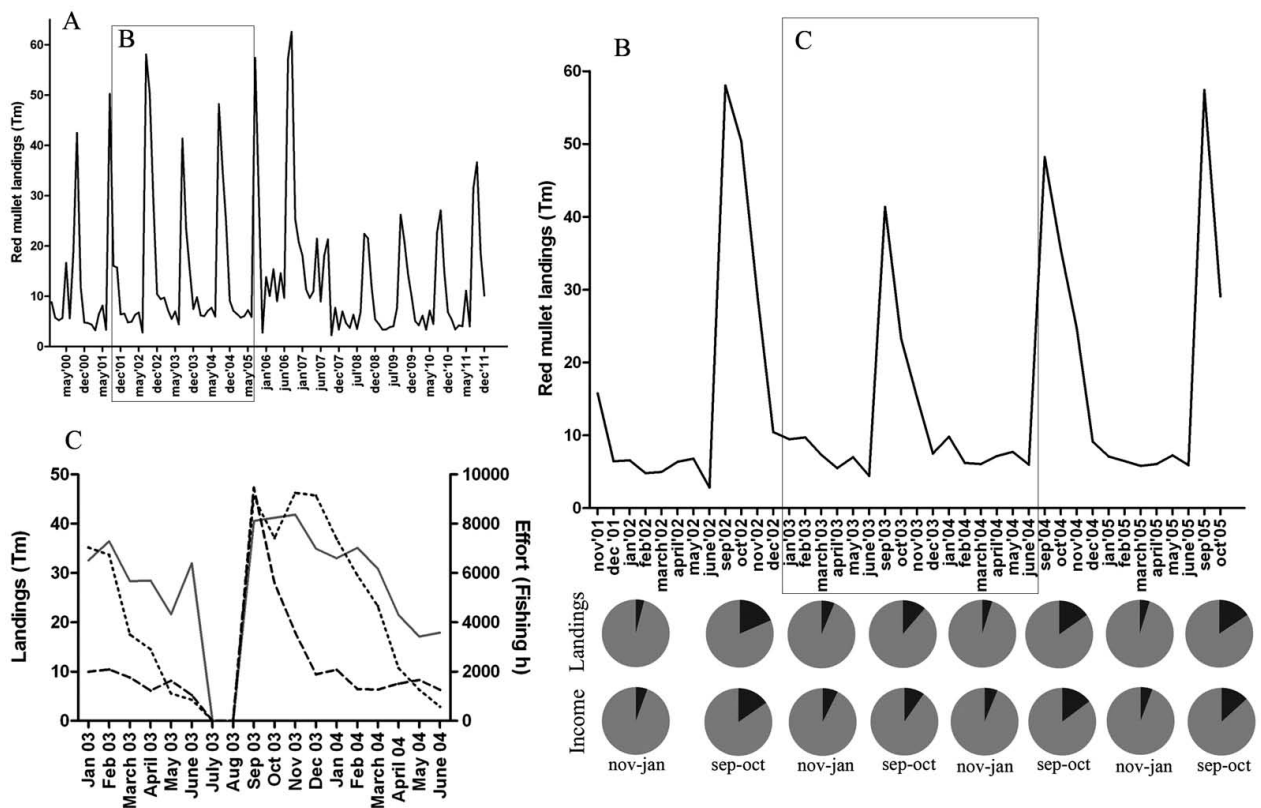 A
Red mullet landings (Tm)
60
50
40
30
20
10
0
may'00
dec'00
may'01
dec'01
may'02
dec'02
may'03
dec'03
may'04
dec'04
may'05
jan'06
jun'06
jan'07
jun'07
dec'07
jul'08
dec'08
jul'09
dec'09
may'10
dec'10
may'11
dec'11
B
B
C
Red mullet landings (Tm)
60
50
40
30
20
10
0
nov'01
dec'01
jan'02
feb'02
march'02
april'02
may'02
june'02
sep'02
oct'02
nov'02
dec'02
jan'03
feb'03
march'03
april'03
may'03
june'03
sep'03
oct'03
nov'03
dec'03
jan'04
feb'04
march'04
april'04
may'04
june'04
sep'04
oct'04
nov'04
dec'04
jan'05
feb'05
march'05
april'05
may'05
june'05
sep'05
oct'05
C
Landings (Tm)
50
40
30
20
10
0
10000
8000
6000
4000
2000
0
Effort (Fishing h)
Jan 03
Feb 03
March 03
April 03
May 03
June 03
July 03
Aug 03
Sep 03
Oct 03
Nov 03
Dec 03
Jan 04
Feb 04
March 04
April 04
May 04
June 04
Landings
Income
nov-jan
sep-oct
nov-jan
sep-oct
nov-jan
sep-oct
nov-jan
sep-oct